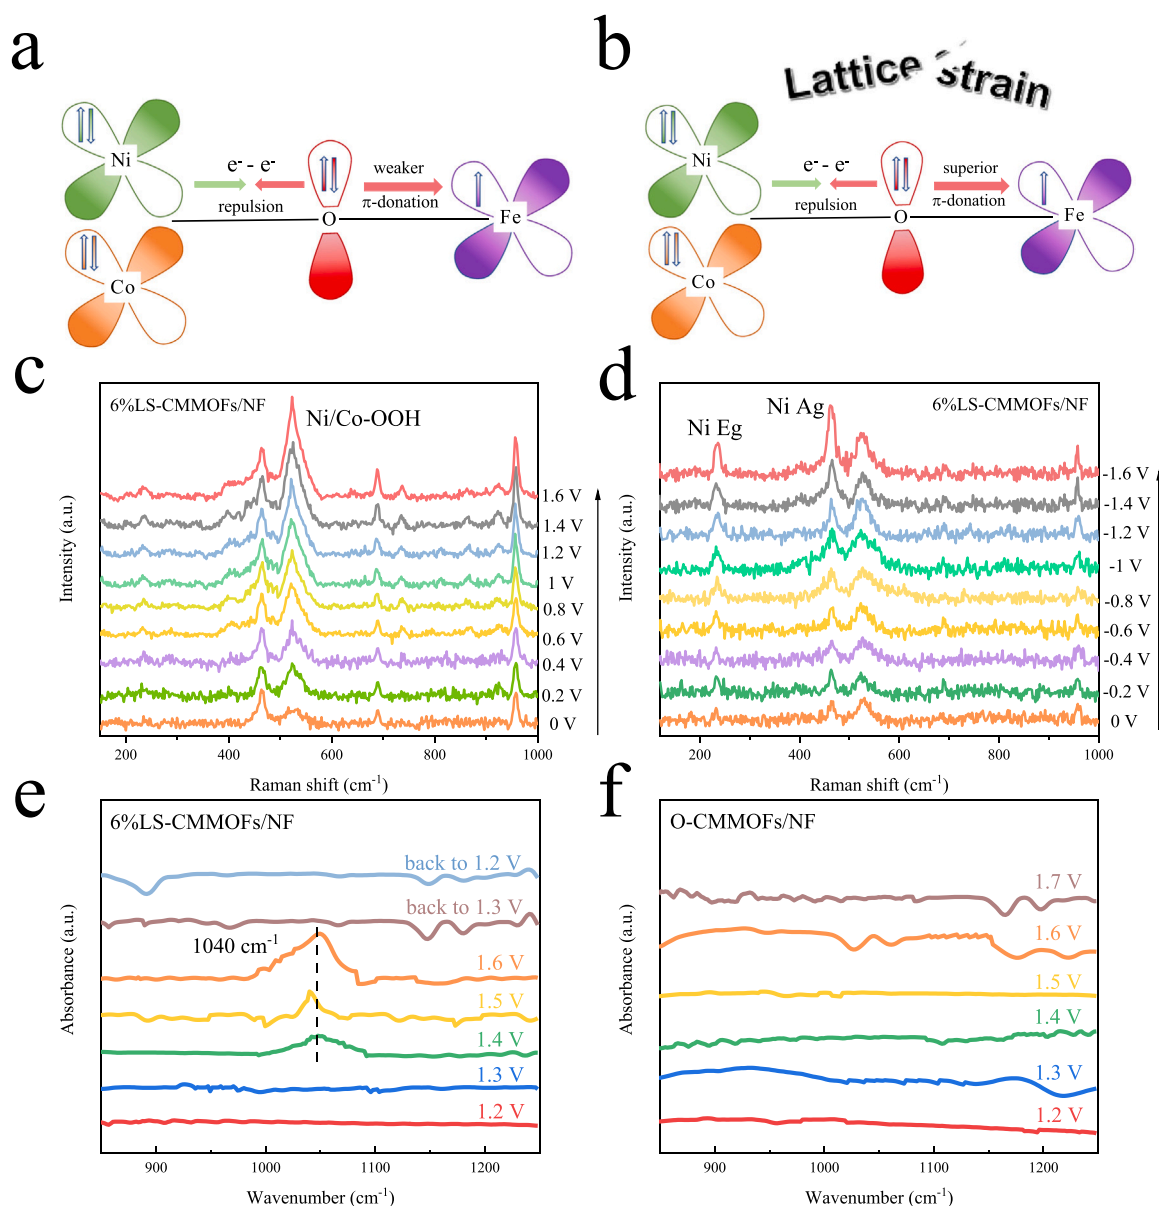 a
Ni
e⁻ - e⁻
repulsion
O
weaker
π-donation
Fe
Co
b
Lattice Strain
Ni
e⁻ - e⁻
repulsion
O
superior
π-donation
Fe
Co
c
6%LS-CMMOFs/NF
Ni/Co-OOH
1.6 V
1.4 V
1.2 V
1 V
0.8 V
0.6 V
0.4 V
0.2 V
0 V
Intensity (a.u.)
200 400 600 800 1000
Raman shift (cm⁻¹)
d
6%LS-CMMOFs/NF
Ni Ag
Ni Eg
-1.6 V
-1.4 V
-1.2 V
-1 V
-0.8 V
-0.6 V
-0.4 V
-0.2 V
0 V
Intensity (a.u.)
200 400 600 800 1000
Raman shift (cm⁻¹)
e
6%LS-CMMOFs/NF
back to 1.2 V
back to 1.3 V
1040 cm⁻¹
1.6 V
1.5 V
1.4 V
1.3 V
1.2 V
Absorbance (a.u.)
900 1000 1100 1200
Wavenumber (cm⁻¹)
f
O-CMMOFs/NF
1.7 V
1.6 V
1.5 V
1.4 V
1.3 V
1.2 V
Absorbance (a.u.)
900 1000 1100 1200
Wavenumber (cm⁻¹)